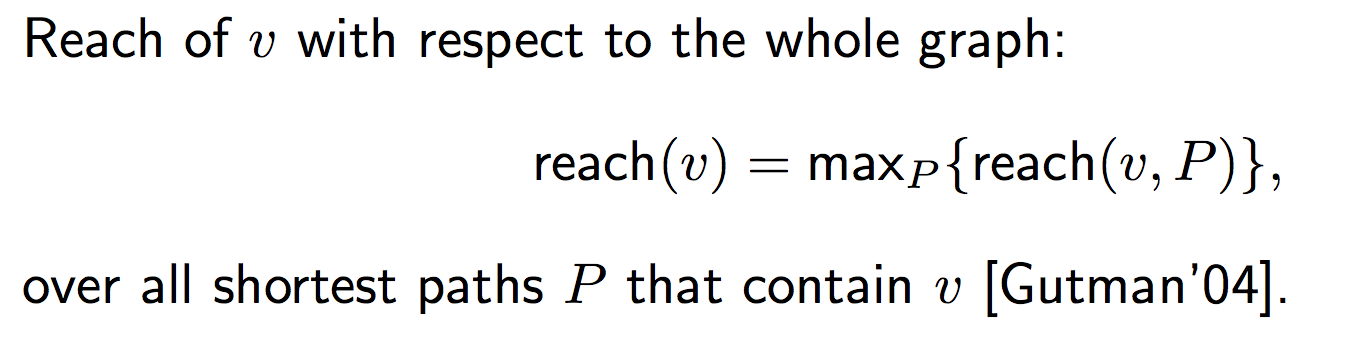 Reach of v with respect to the whole graph:
reach(v) = max_P{reach(v, P)},
over all shortest paths P that contain v [Gutman'04].